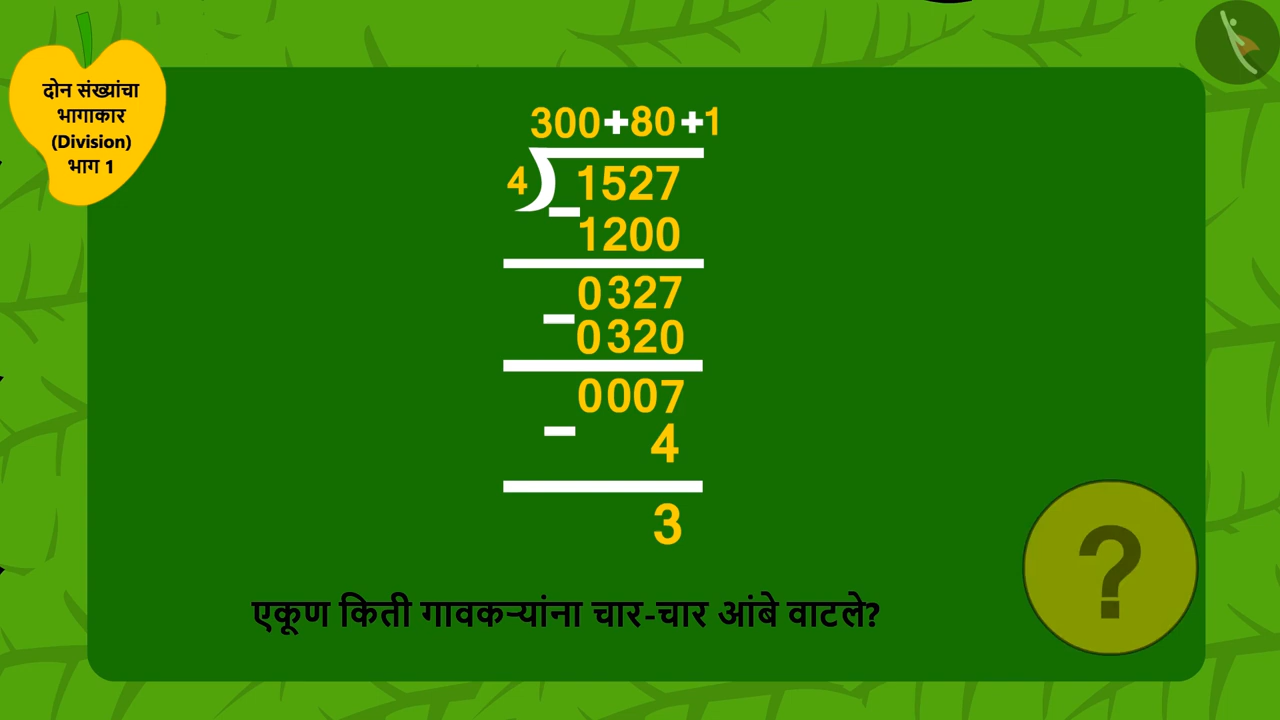 दोन संख्यांचा
भागाकार
(Division)
भाग 1
300+80+1
4 1527
1200
0327
0320
0007
4
3
एकूण किती गावकऱ्यांना चार-चार आंबे वाटले?
?